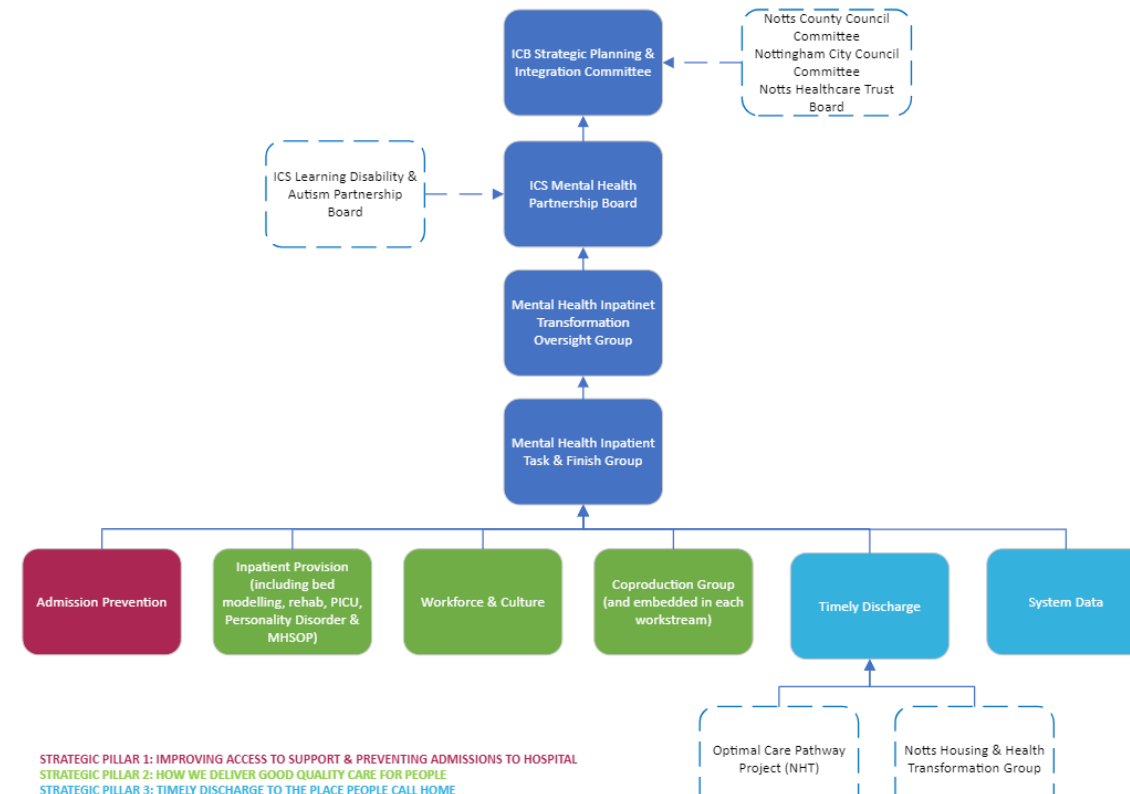 Notts County Council
Committee
Nottingham City Council
Committee
Notts Healthcare Trust
Board
ICB Strategic Planning &
Integration Committee
ICS Learning Disability &
Autism Partnership
Board
ICS Mental Health
Partnership Board
Mental Health Inpatinet
Transformation
Oversight Group
Mental Health Inpatient
Task & Finish Group
Admission Prevention
Inpatient Provision
(including bed
modelling, rehab, PICU,
Personality Disorder &
MHSOP)
Workforce & Culture
Coproduction Group
(and embedded in each
workstream)
Timely Discharge
System Data
Optimal Care Pathway
Project (NHT)
Notts Housing & Health
Transformation Group
STRATEGIC PILLAR 1: IMPROVING ACCESS TO SUPPORT & PREVENTING ADMISSIONS TO HOSPITAL
STRATEGIC PILLAR 2: HOW WE DELIVER GOOD QUALITY CARE FOR PEOPLE
STRATEGIC PILLAR 3: TIMELY DISCHARGE TO THE PLACE PEOPLE CALL HOME